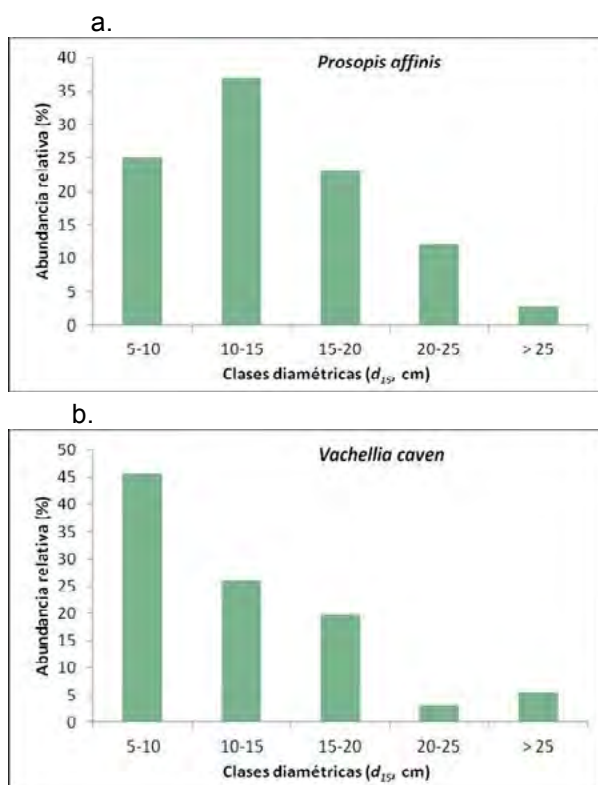 a.
Prosopis affinis
Abundancia relativa (%)
40
35
30
25
20
15
10
5
0
5-10 10-15 15-20 20-25 > 25
Clases diamétricas (d15, cm)
b.
Vachellia caven
Abundancia relativa (%)
50
45
40
35
30
25
20
15
10
5
0
5-10 10-15 15-20 20-25 > 25
Clases diamétricas (d15, cm)